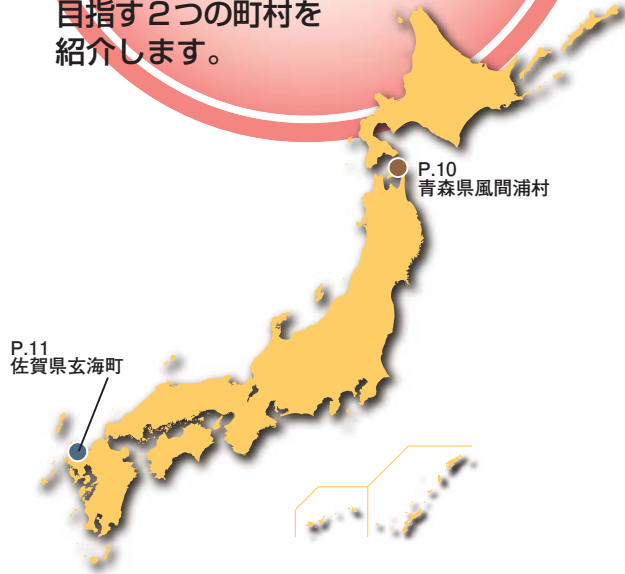 目指す2つの町村を
紹介します。
P.10
青森県風間浦村
P.11
佐賀県玄海町